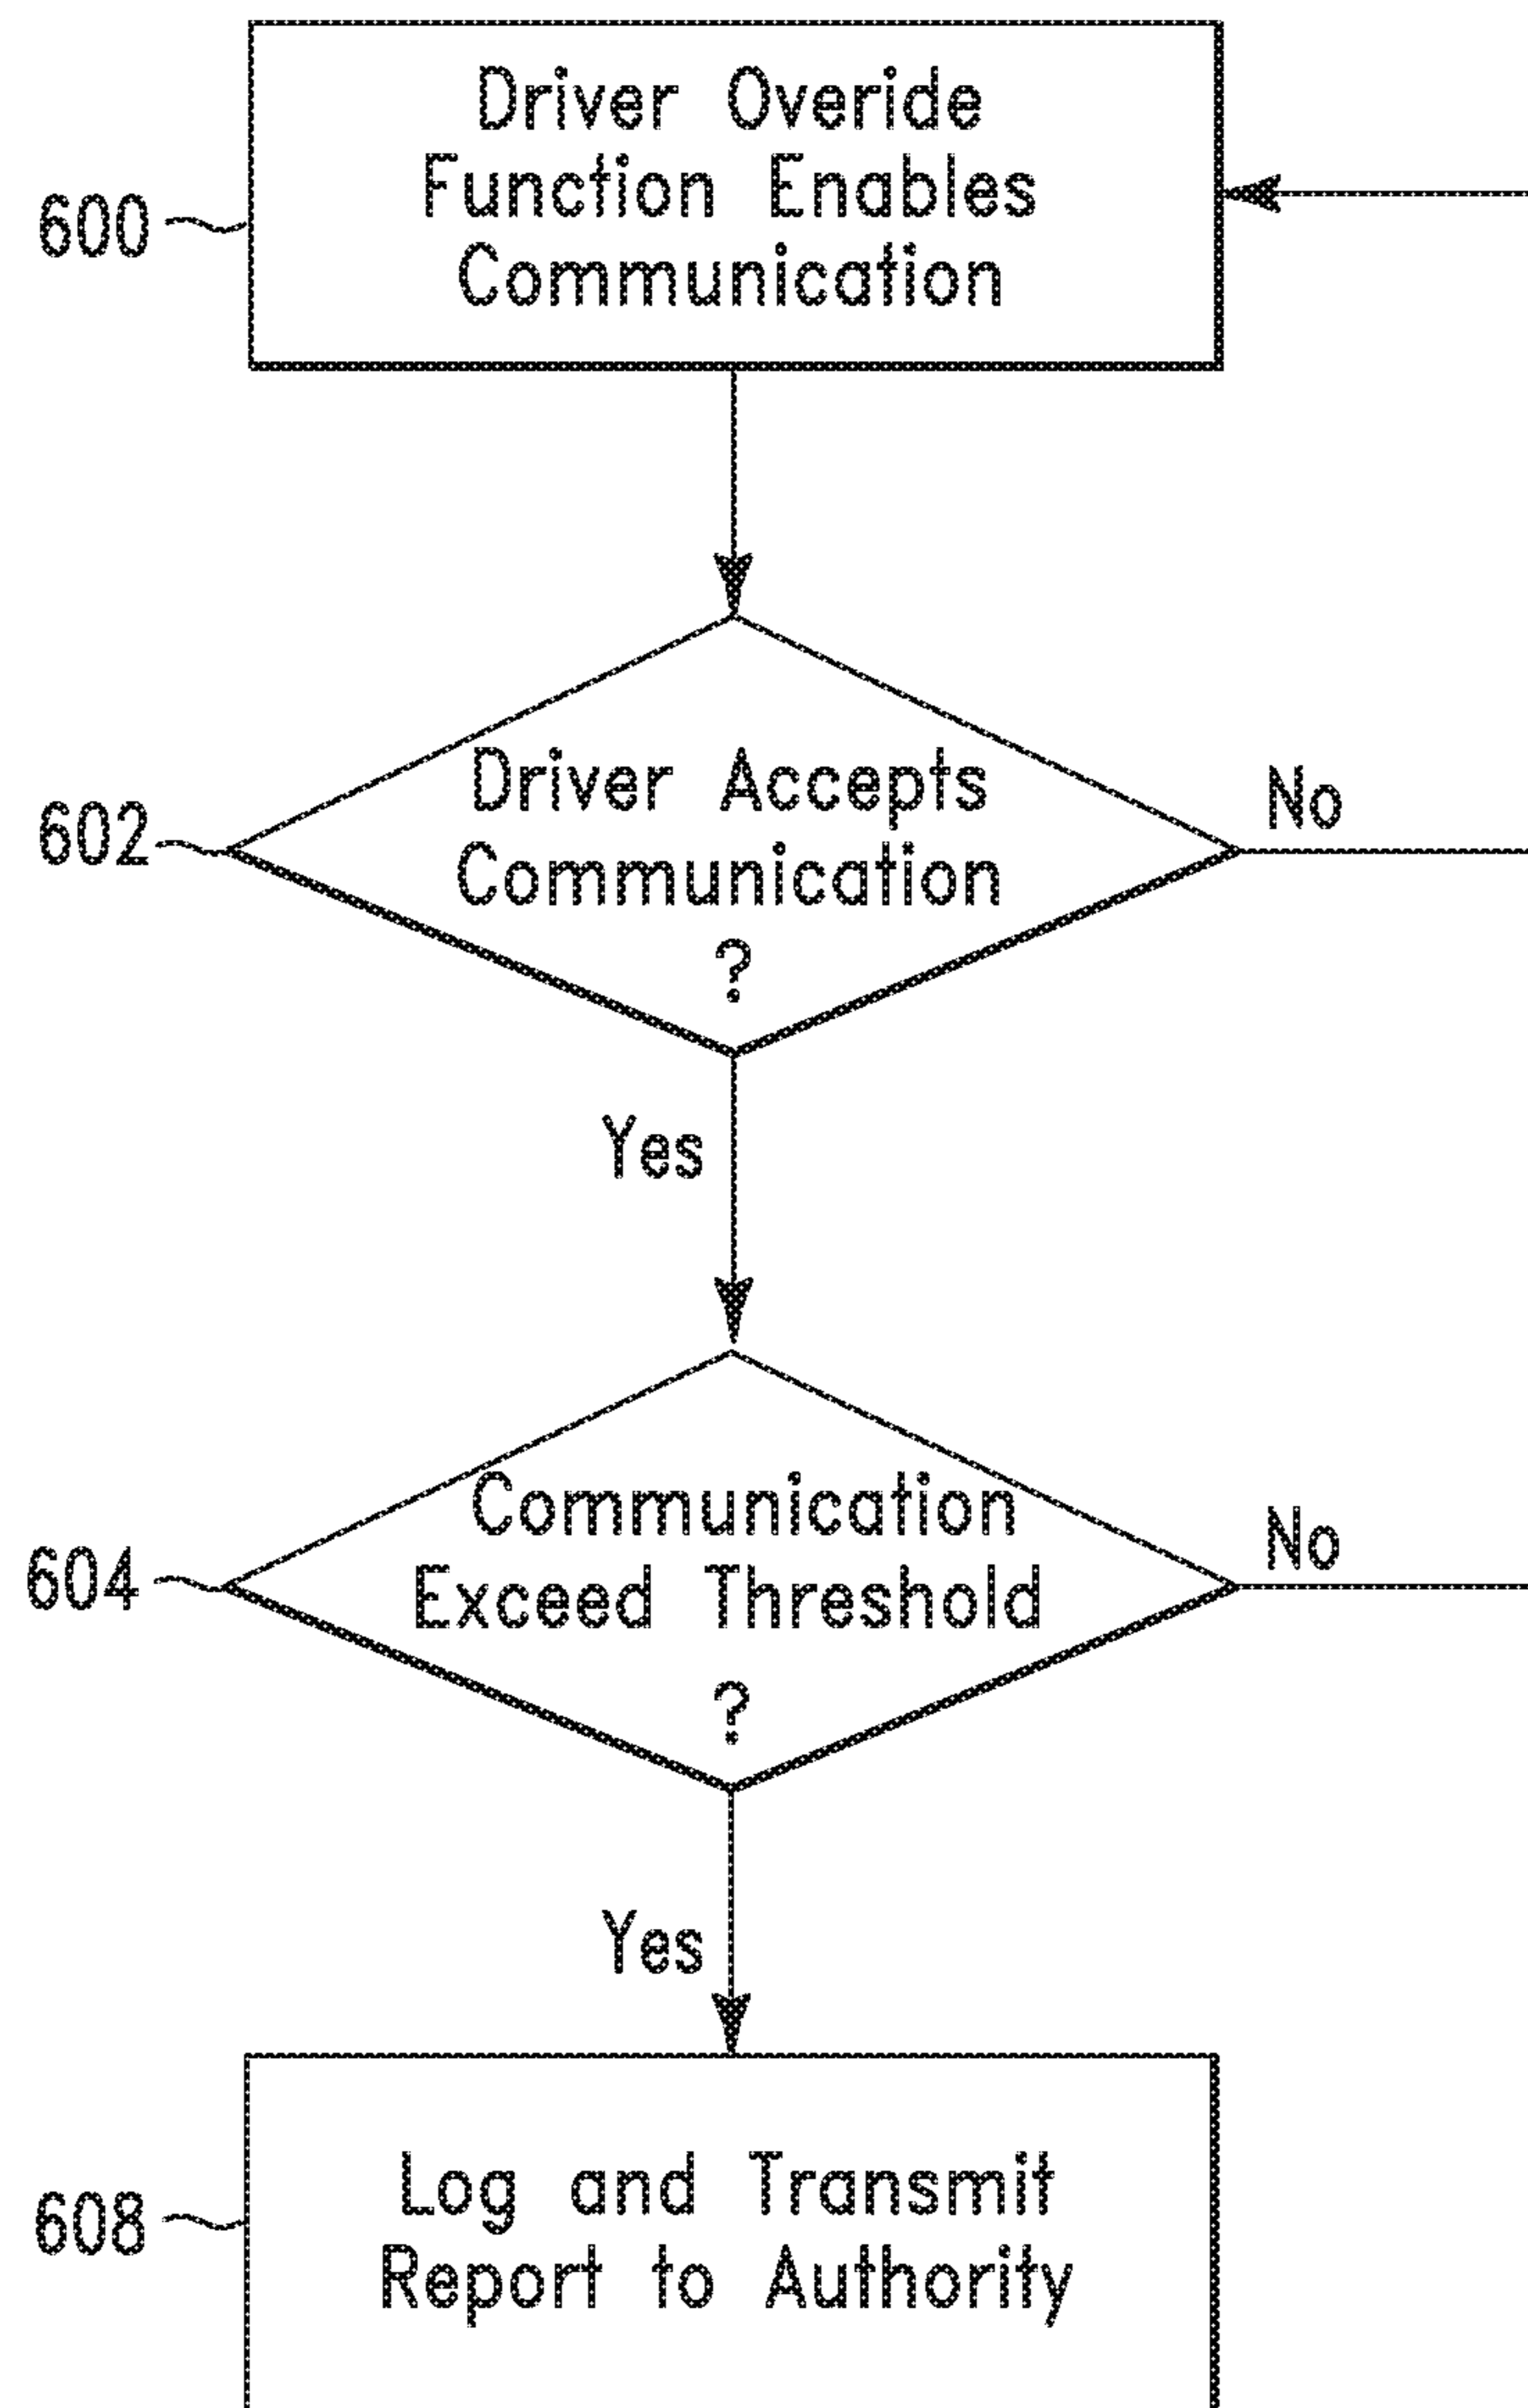 Driver Overide
Function Enables
Communication
600
Driver Accepts
Communication
?
602
No
Yes
Communication
Exceed Threshold
?
604
No
Yes
Log and Transmit
Report to Authority
608